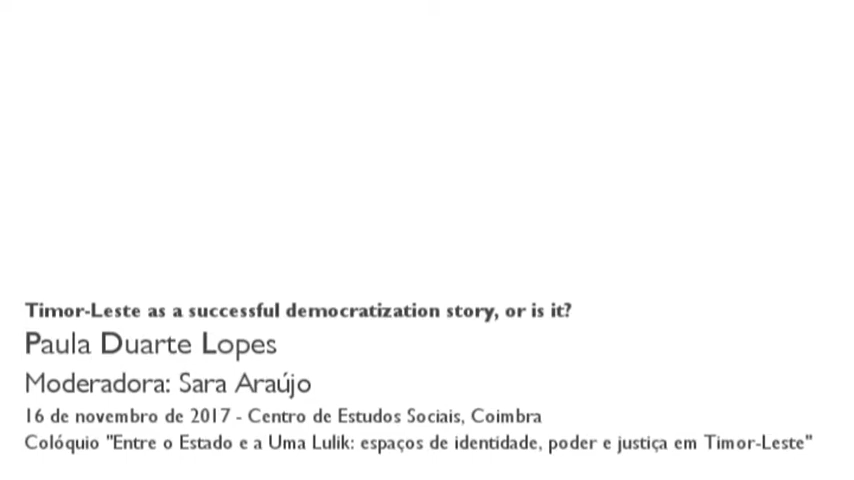 Timor-Leste as a successful democratization story, or is it?
Paula Duarte Lopes
Moderadora: Sara Araújo
16 de novembro de 2017 - Centro de Estudos Sociais, Coimbra
Colóquio "Entre o Estado e a Uma Lulik: espaços de identidade, poder e justiça em Timor-Leste"